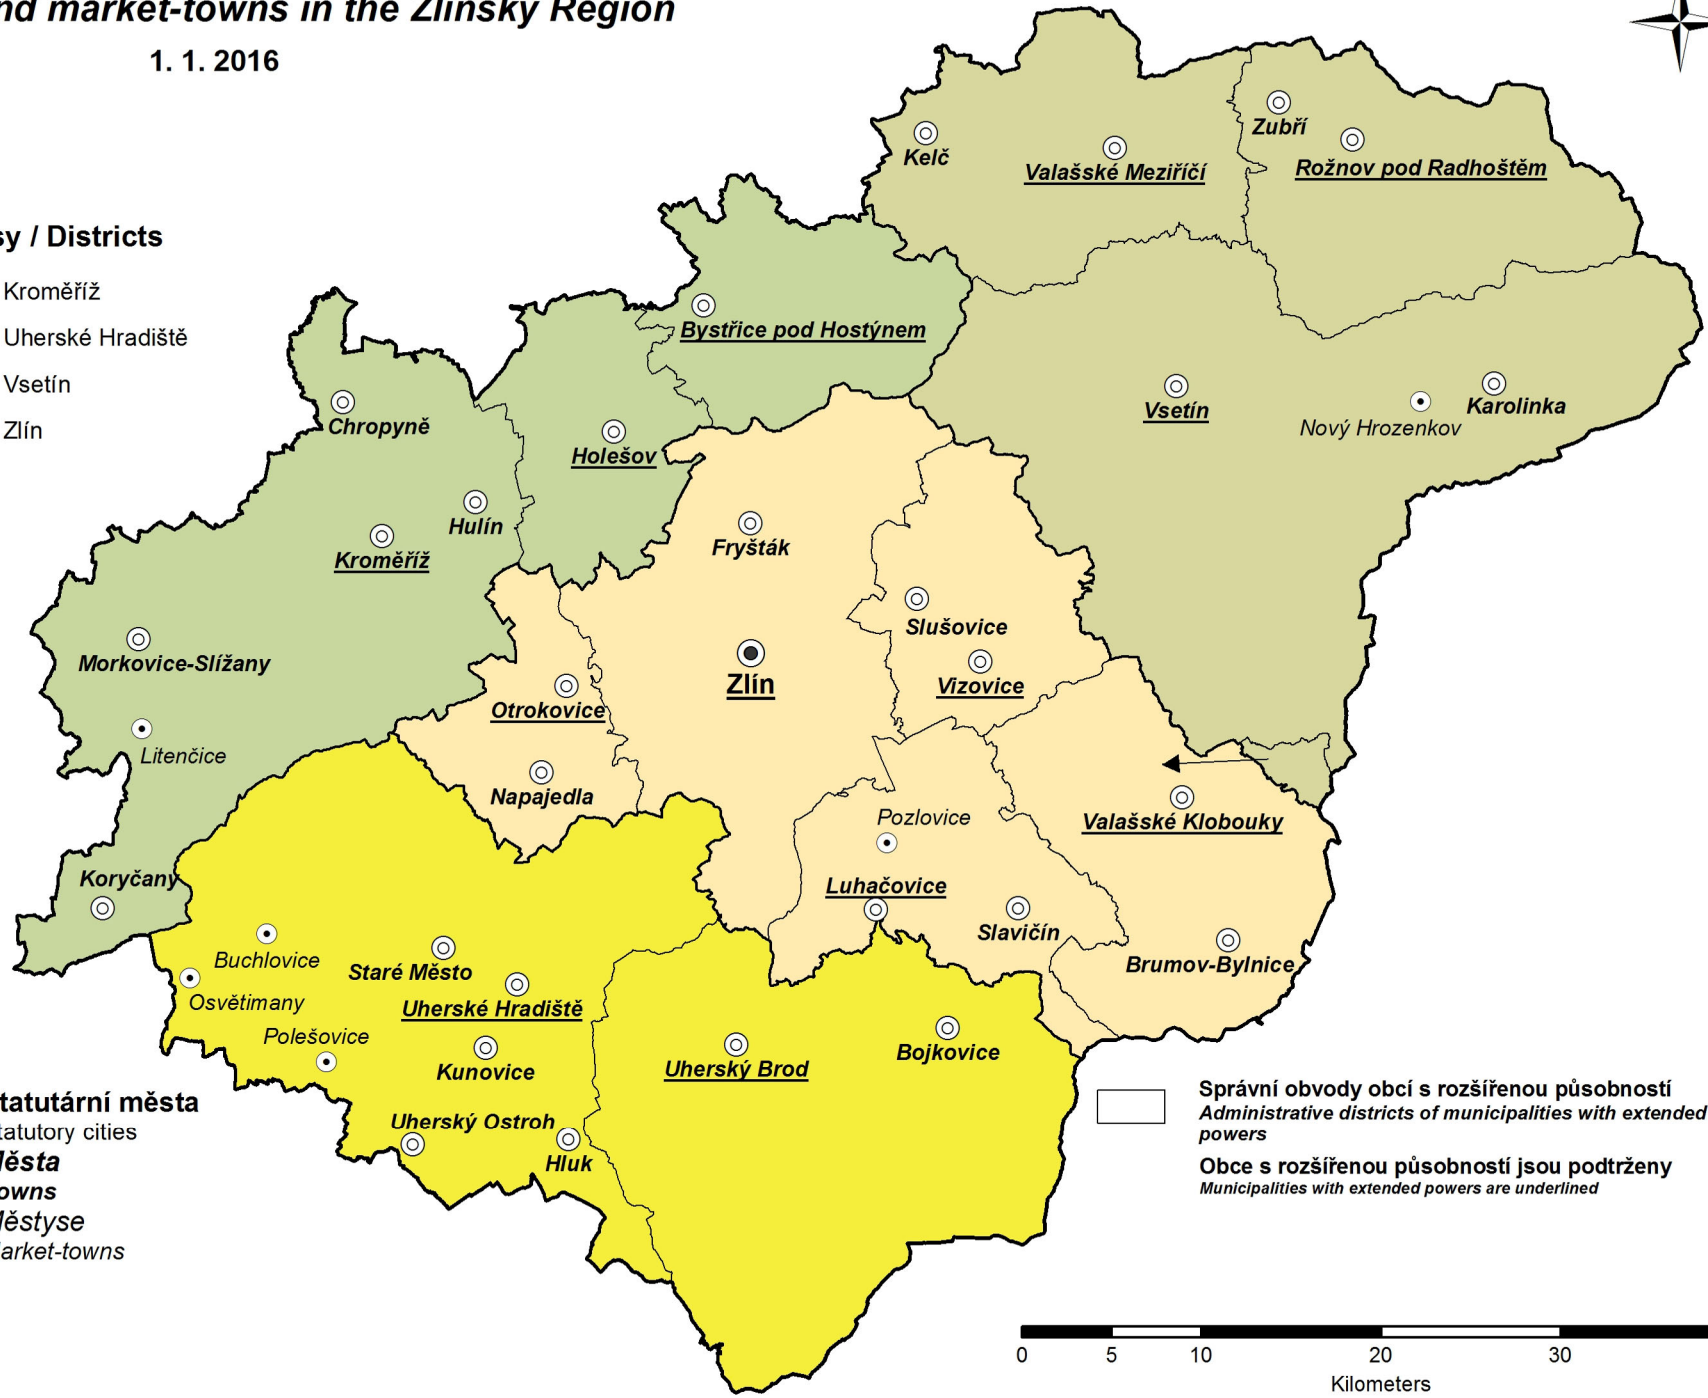 nd market-towns in the Zlínský Region
1. 1. 2016
sy / Districts
Kroměříž
Uherské Hradiště
Vsetín
Zlín
Kelč
Valašské Meziříčí
Zubří
Rožnov pod Radhoštěm
Bystřice pod Hostýnem
Chropyně
Holešov
Vsetín
Nový Hrozenkov
Karolinka
Hulín
Kroměříž
Fryšták
Morkovice-Slížany
Slušovice
Zlín
Vizovice
Otrokovice
Litenčice
Napajedla
Pozlovice
Valašské Klobouky
Koryčany
Luhačovice
Slavičín
Brumov-Bylnice
Buchlovice
Staré Město
Osvětimany
Uherské Hradiště
Polešovice
Kunovice
Uherský Brod
Bojkovice
Uherský Ostroh
Hluk
tatutární města
tatutory cities
ěsta
owns
ěstyse
arket-towns
Správní obvody obcí s rozšířenou působností
Administrative districts of municipalities with extended
powers
Obce s rozšířenou působností jsou podtrženy
Municipalities with extended powers are underlined
0 5 10 20 30
Kilometers